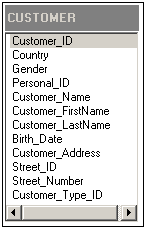 CUSTOMER
Customer_ID
Country
Gender
Personal_ID
Customer_Name
Customer_FirstName
Customer_LastName
Birth_Date
Customer_Address
Street_ID
Street_Number
Customer_Type_ID